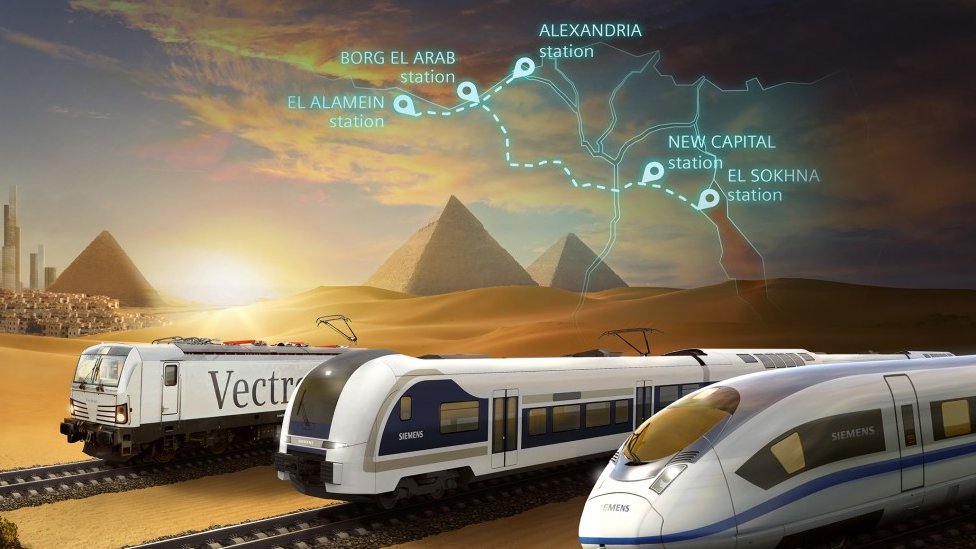 ALEXANDRIA
station
BORG EL ARAB
station
EL ALAMEIN
station
NEW CAPITAL
station
EL SOKHNA
station
Vectr
SIEMENS
SIEMENS
SIEMENS